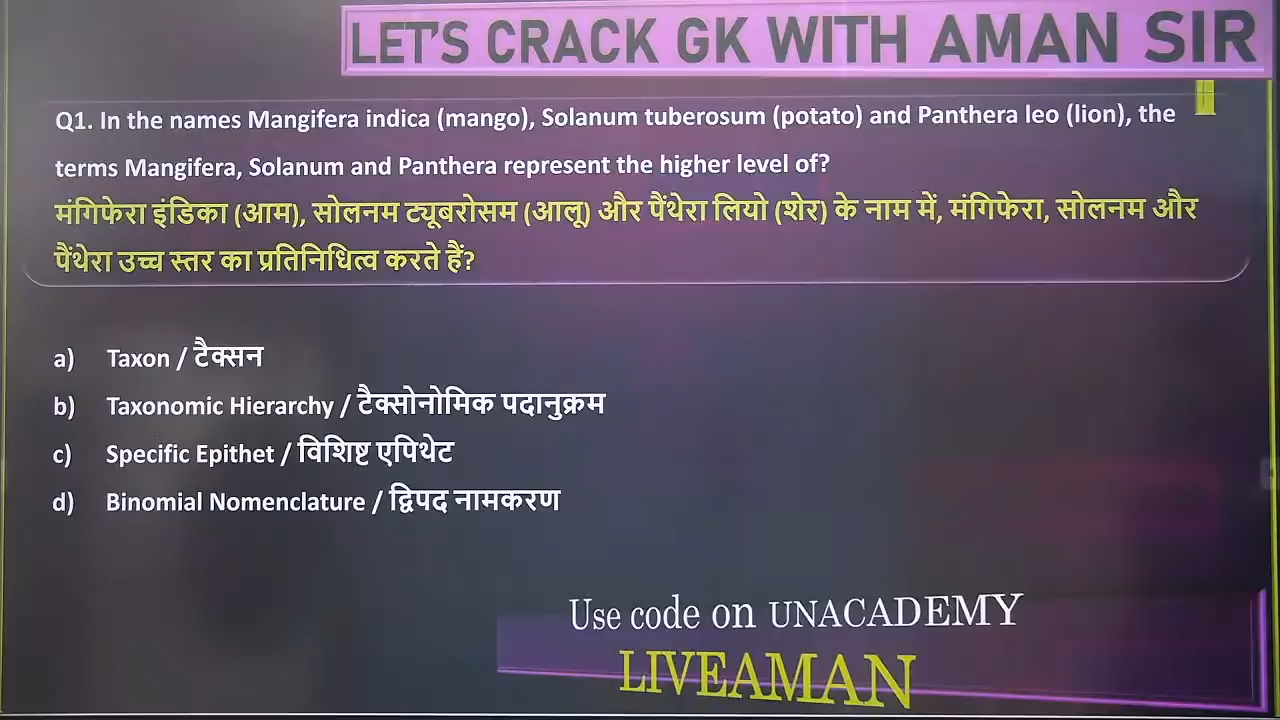 LET'S CRACK GK WITH AMAN SIR
Q1. In the names Mangifera indica (mango), Solanum tuberosum (potato) and Panthera leo (lion), the
terms Mangifera, Solanum and Panthera represent the higher level of?
मंगिफेरा इंडिका (आम), सोलनम ट्यूबरोसम (आलू) और पैंथेरा लियो (शेर) के नाम में, मंगिफेरा, सोलनम और
पैंथेरा उच्च स्तर का प्रतिनिधित्व करते हैं?
a) Taxon / टैक्सन
b) Taxonomic Hierarchy / टैक्सोनोमिक पदानुक्रम
c) Specific Epithet / विशिष्ट एपिथेट
d) Binomial Nomenclature / द्विपद नामकरण
Use code on UNACADEMY
LIVEAMAN